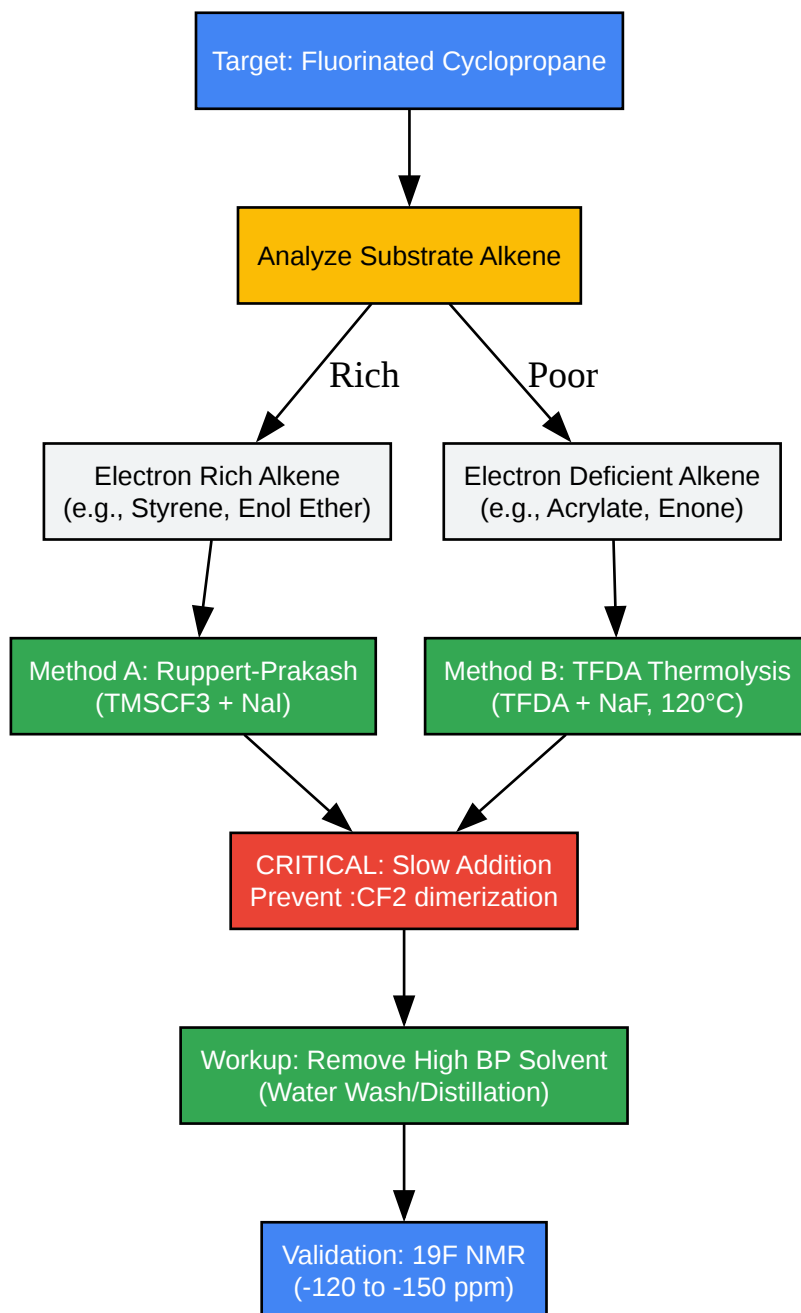 Target: Fluorinated Cyclopropane
Analyze Substrate Alkene
Rich
Poor
Electron Rich Alkene
(e.g., Styrene, Enol Ether)
Electron Deficient Alkene
(e.g., Acrylate, Enone)
Method A: Ruppert-Prakash
(TMSCF3 + NaI)
Method B: TFDA Thermolysis
(TFDA + NaF, 120°C)
CRITICAL: Slow Addition
Prevent :CF2 dimerization
Workup: Remove High BP Solvent
(Water Wash/Distillation)
Validation: 19F NMR
(-120 to -150 ppm)